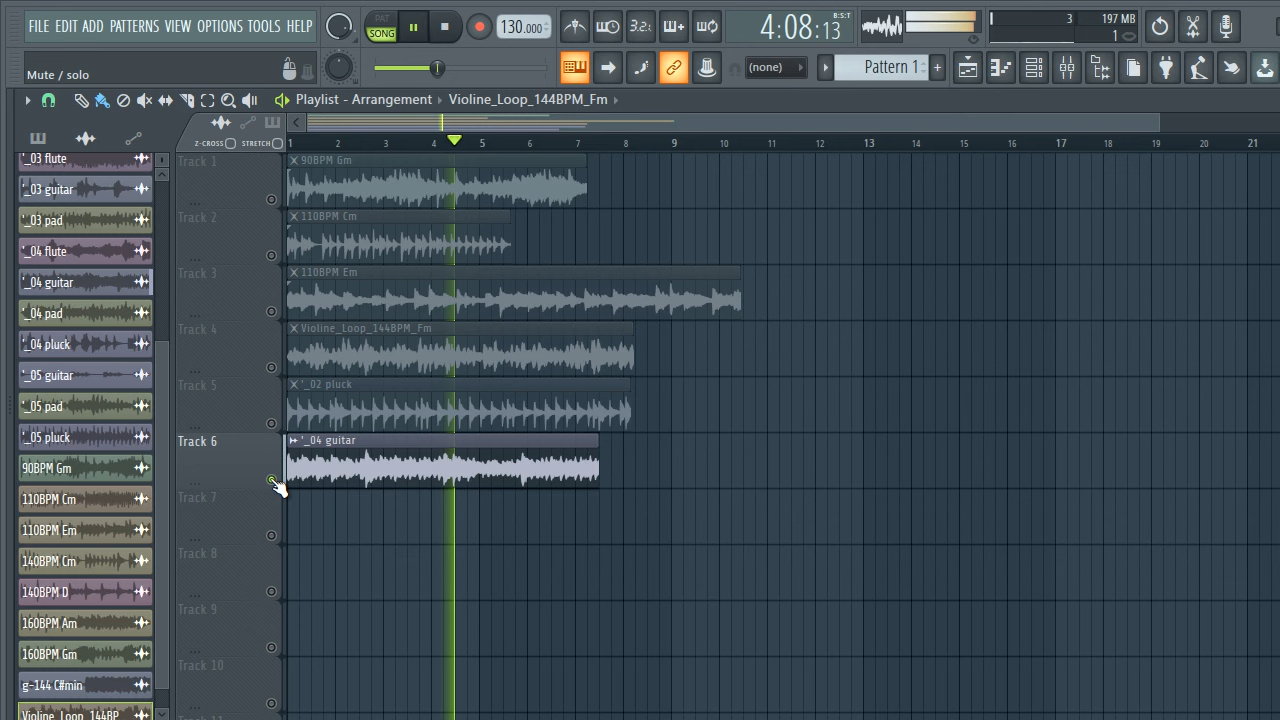 FILE EDIT PATTERNS VIEW OPTIONS TOOLS HELP
PAT
SONG
130.000
3.2.
4:08:13
B:S:T
3
197 MB
1
Mute / solo
(none)
Pattern 1
+
Playlist - Arrangement › Violine_Loop_144BPM_Fm ›
Z-CROSS
STRETCH
1 2 3 4 5 6 7 8 9 10 11 12 13 14 15 16 17 18 19 20 21
'_03 flute
'_03 guitar
'_03 pad
'_04 flute
'_04 guitar
'_04 pad
'_04 pluck
'_05 guitar
'_05 pad
'_05 pluck
90BPM Gm
110BPM Cm
110BPM Em
140BPM Cm
140BPM D
160BPM Am
160BPM Gm
g-144 C#min
Violine_Loop_144BP
Track 1
90BPM Gm
Track 2
110BPM Cm
Track 3
110BPM Em
Track 4
Violine_Loop_144BPM_Fm
Track 5
'_02 pluck
Track 6
'_04 guitar
Track 7
Track 8
Track 9
Track 10